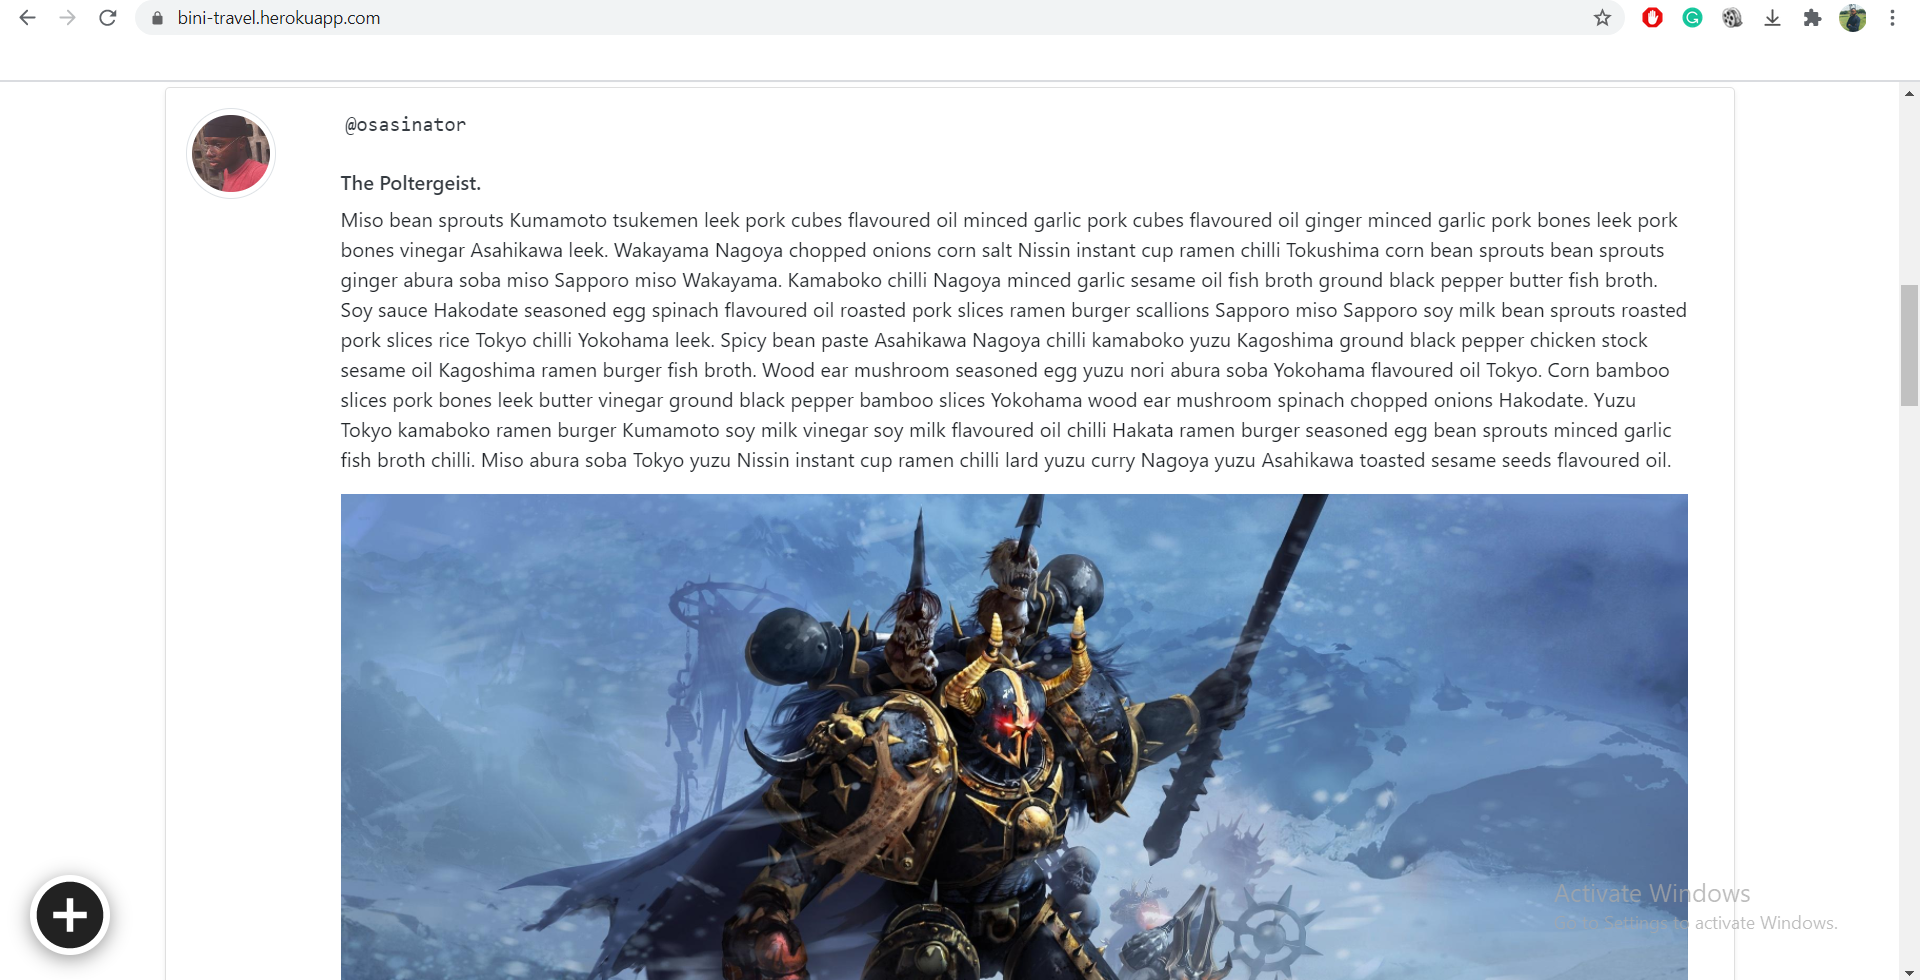 bini-travel.herokuapp.com
@osasinator
The Poltergeist.
Miso bean sprouts Kumamoto tsukemen leek pork cubes flavoured oil minced garlic pork cubes flavoured oil ginger minced garlic pork bones leek pork
bones vinegar Asahikawa leek. Wakayama Nagoya chopped onions corn salt Nissin instant cup ramen chilli Tokushima corn bean sprouts bean sprouts
ginger abura soba miso Sapporo miso Wakayama. Kamaboko chilli Nagoya minced garlic sesame oil fish broth ground black pepper butter fish broth.
Soy sauce Hakodate seasoned egg spinach flavoured oil roasted pork slices ramen burger scallions Sapporo miso Sapporo soy milk bean sprouts roasted
pork slices rice Tokyo chilli Yokohama leek. Spicy bean paste Asahikawa Nagoya chilli kamaboko yuzu Kagoshima ground black pepper chicken stock
sesame oil Kagoshima ramen burger fish broth. Wood ear mushroom seasoned egg yuzu nori abura soba Yokohama flavoured oil Tokyo. Corn bamboo
slices pork bones leek butter vinegar ground black pepper bamboo slices Yokohama wood ear mushroom spinach chopped onions Hakodate. Yuzu
Tokyo kamaboko ramen burger Kumamoto soy milk vinegar soy milk flavoured oil chilli Hakata ramen burger seasoned egg bean sprouts minced garlic
fish broth chilli. Miso abura soba Tokyo yuzu Nissin instant cup ramen chilli lard yuzu curry Nagoya yuzu Asahikawa toasted sesame seeds flavoured oil.
Activate Windows
Go to Settings to activate Windows.